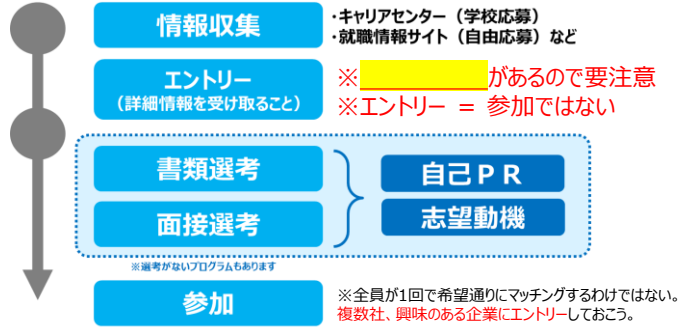 情報収集
・キャリアセンター（学校応募）
・就職情報サイト（自由応募）など
エントリー
（詳細情報を受け取ること）
※　　　　　があるので要注意
※エントリー ＝ 参加ではない
書類選考
面接選考
自己ＰＲ
志望動機
※選考がないプログラムもあります
参加
※全員が1回で希望通りにマッチングするわけではない。
複数社、興味のある企業にエントリーしておこう。